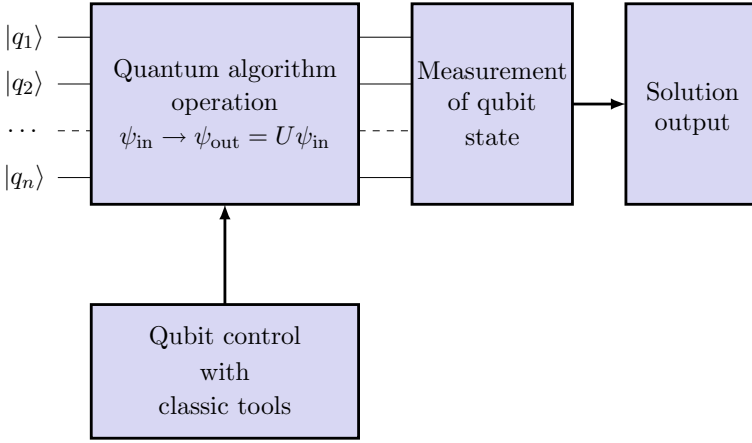 |q₁⟩
|q₂⟩
...
|qₙ⟩
Quantum algorithm
operation
ψ_in → ψ_out = Uψ_in
Measurement
of qubit
state
Solution
output
Qubit control
with
classic tools